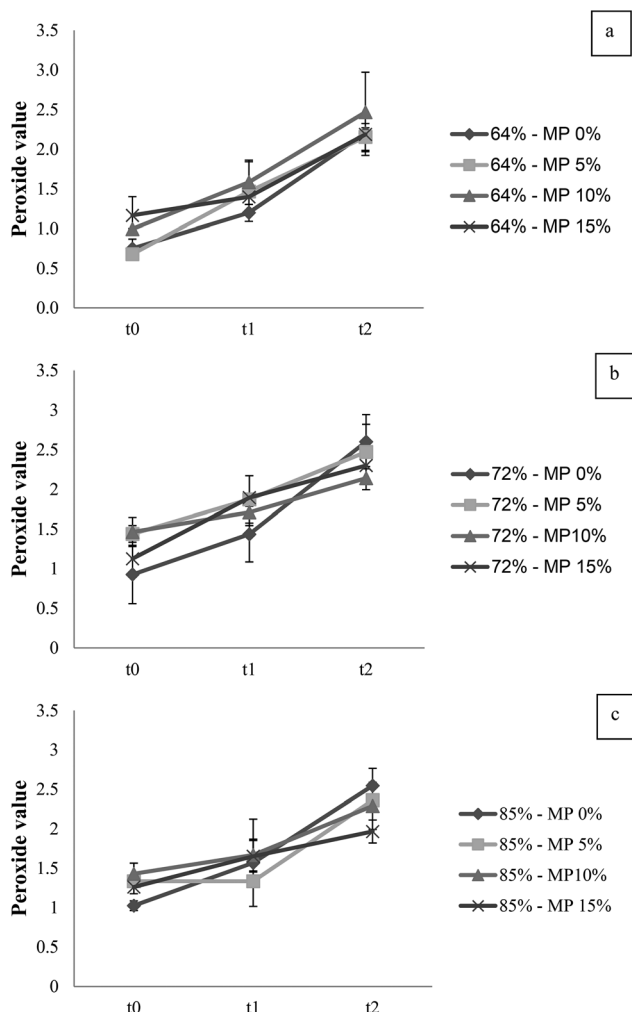 a
Peroxide value
3.5
3.0
2.5
2.0
1.5
1.0
0.5
0.0
t0 t1 t2
64% - MP 0%
64% - MP 5%
64% - MP 10%
64% - MP 15%
b
Peroxide value
3.5
3
2.5
2
1.5
1
0.5
0
t0 t1 t2
72% - MP 0%
72% - MP 5%
72% - MP10%
72% - MP 15%
c
Peroxide value
3.5
3
2.5
2
1.5
1
0.5
0
t0 t1 t2
85% - MP 0%
85% - MP 5%
85% - MP10%
85% - MP 15%